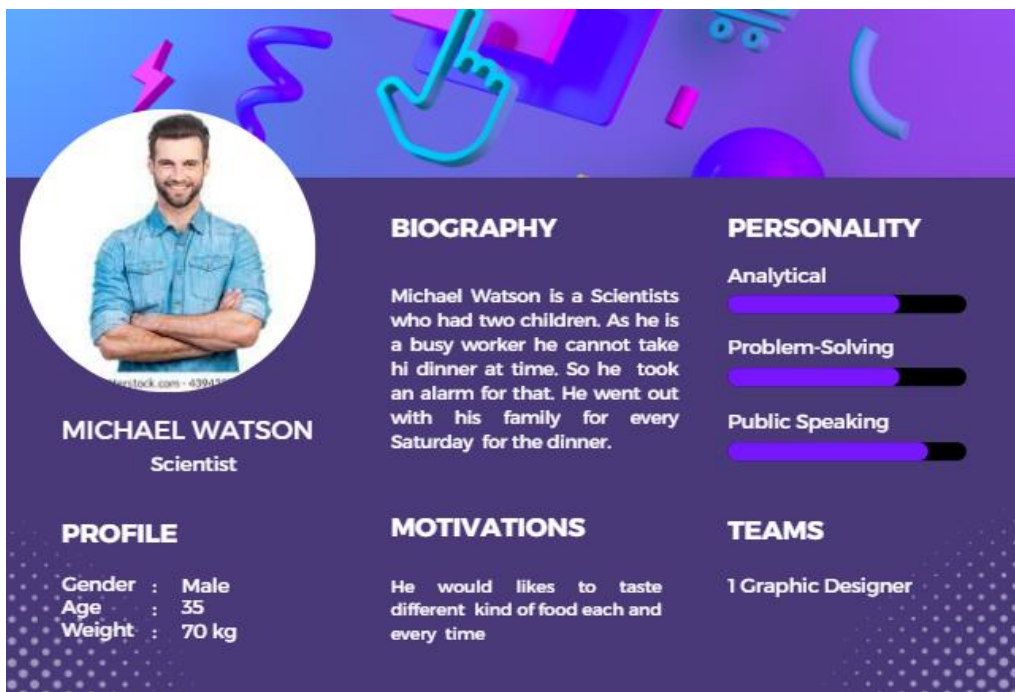 MICHAEL WATSON
Scientist
PROFILE
Gender : Male
Age : 35
Weight : 70 kg
BIOGRAPHY
Michael Watson is a Scientists
who had two children. As he is
a busy worker he cannot take
hi dinner at time. So he took
an alarm for that. He went out
with his family for every
Saturday for the dinner.
MOTIVATIONS
He would likes to taste
different kind of food each and
every time
PERSONALITY
Analytical
Problem-Solving
Public Speaking
TEAMS
1 Graphic Designer